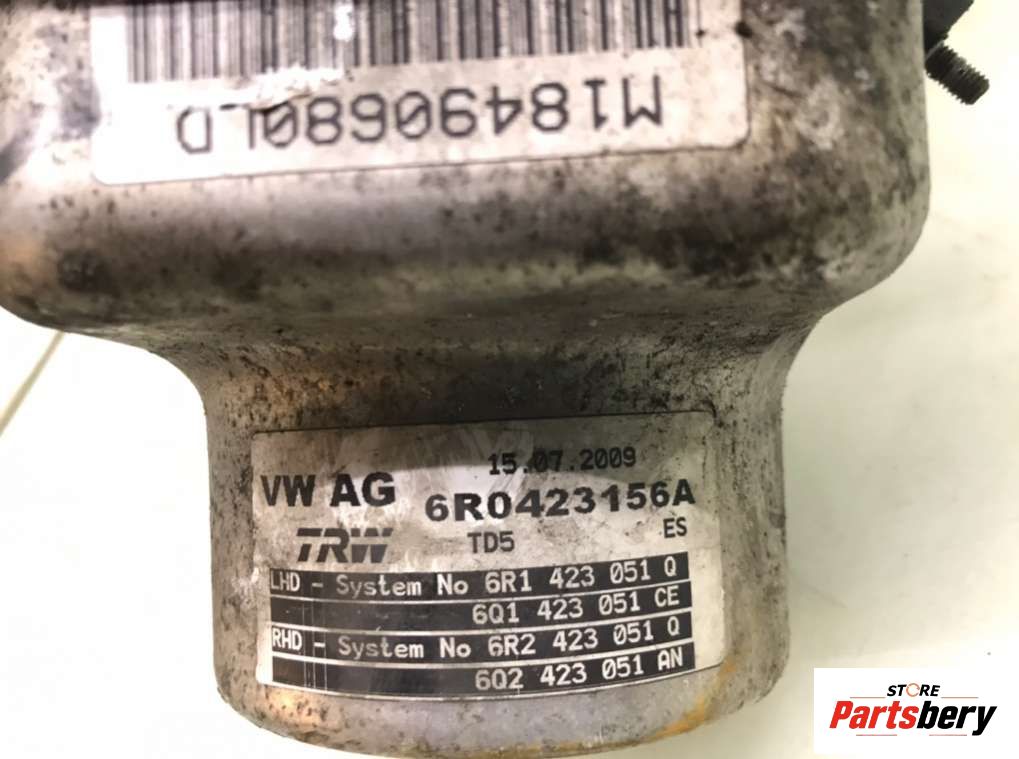 M1849068OLD
15.07.2009
VW AG 6R0423156A
TRW TD5 ES
LHD - System No 6R1 423 051 Q
6Q1 423 051 CE
RHD - System No 6R2 423 051 Q
6Q2 423 051 AN
STORE
Partsbery